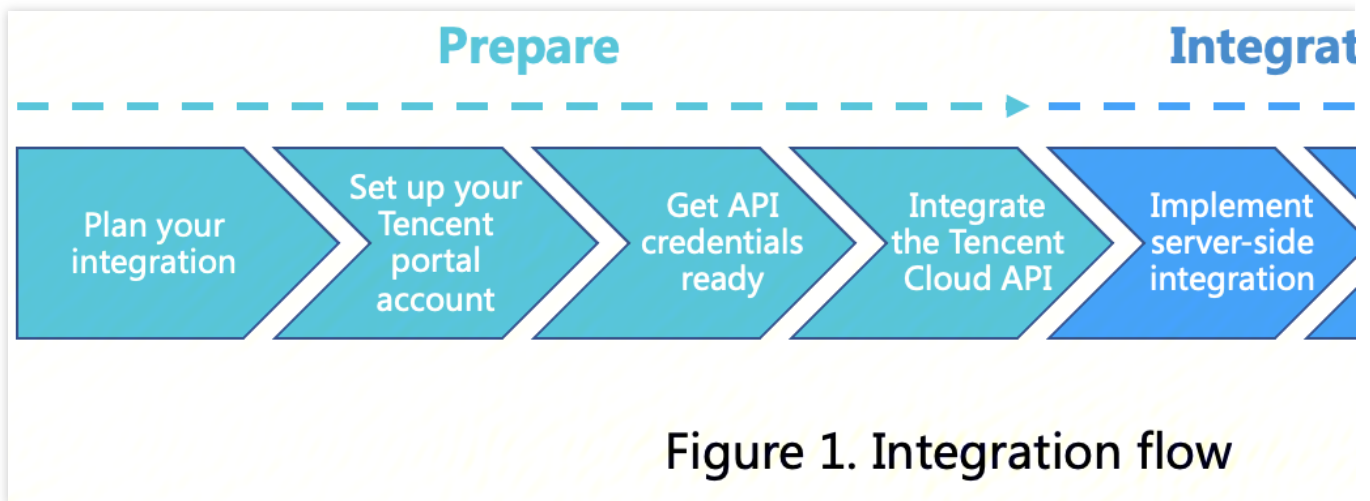 Prepare
Integrat
Plan your
integration
Set up your
Tencent
portal
account
Get API
credentials
ready
Integrate
the Tencent
Cloud API
Implement
server-side
integration
Figure 1. Integration flow